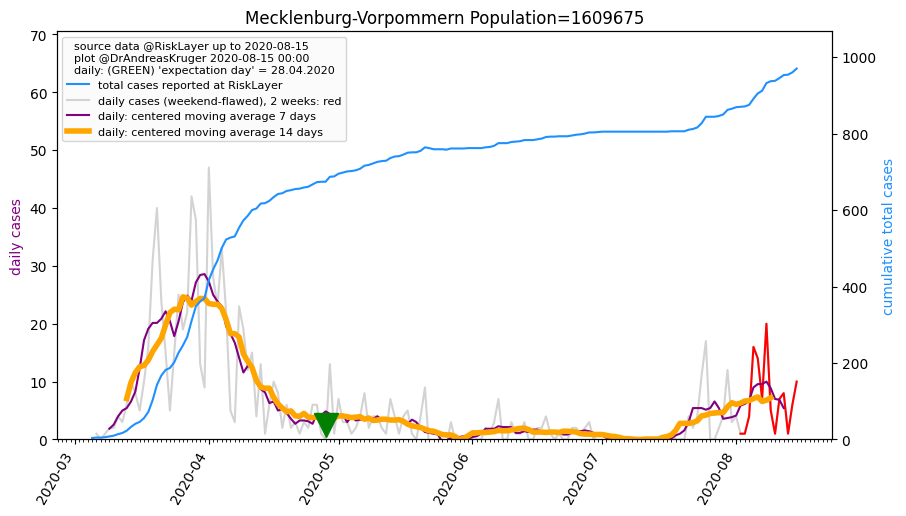 Mecklenburg-Vorpommern Population=1609675
source data @RiskLayer up to 2020-08-15
plot @DrAndreasKruger 2020-08-15 00:00
daily: (GREEN) 'expectation day' = 28.04.2020
total cases reported at RiskLayer
daily cases (weekend-flawed), 2 weeks: red
daily: centered moving average 7 days
daily: centered moving average 14 days
daily cases
70
60
50
40
30
20
10
0
cumulative total cases
1000
800
600
400
200
0
2020-03
2020-04
2020-05
2020-06
2020-07
2020-08